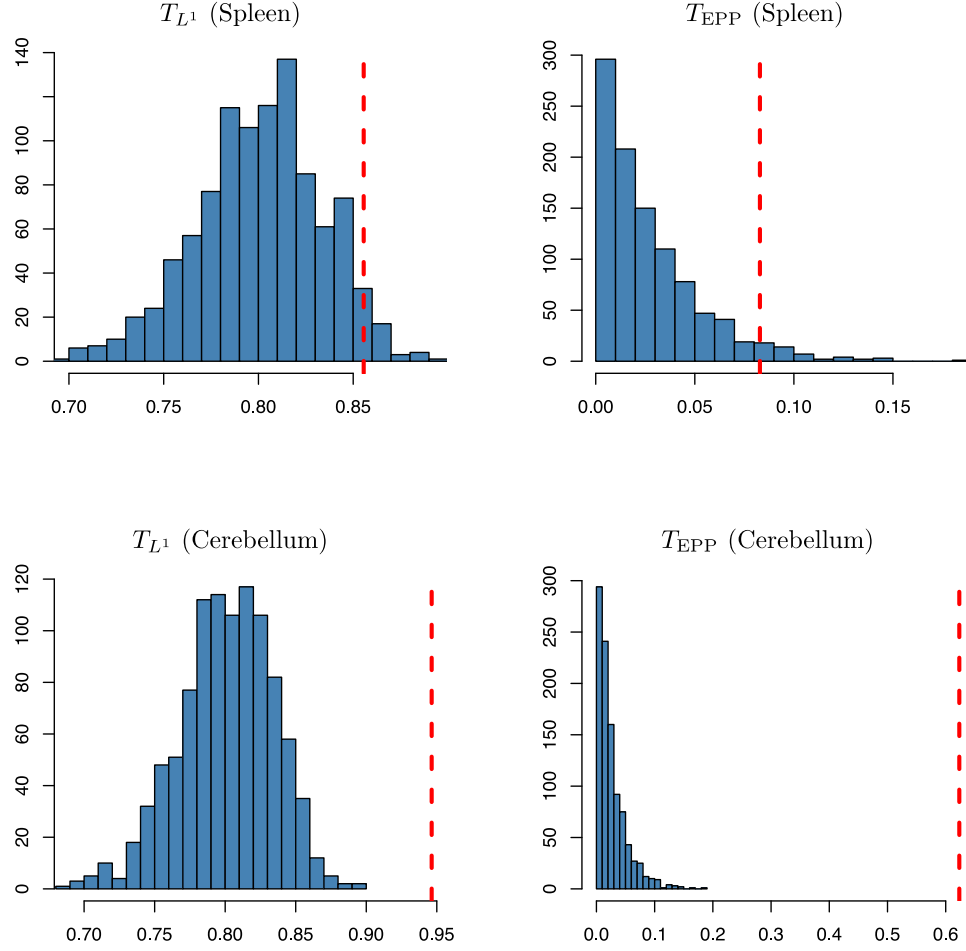 T_{L^1} (Spleen)
0 20 40 60 80 100 120 140
0.70 0.75 0.80 0.85
T_{EPP} (Spleen)
0 50 100 150 200 250 300
0.00 0.05 0.10 0.15
T_{L^1} (Cerebellum)
0 20 40 60 80 100 120
0.70 0.75 0.80 0.85 0.90 0.95
T_{EPP} (Cerebellum)
0 50 100 150 200 250 300
0.0 0.1 0.2 0.3 0.4 0.5 0.6